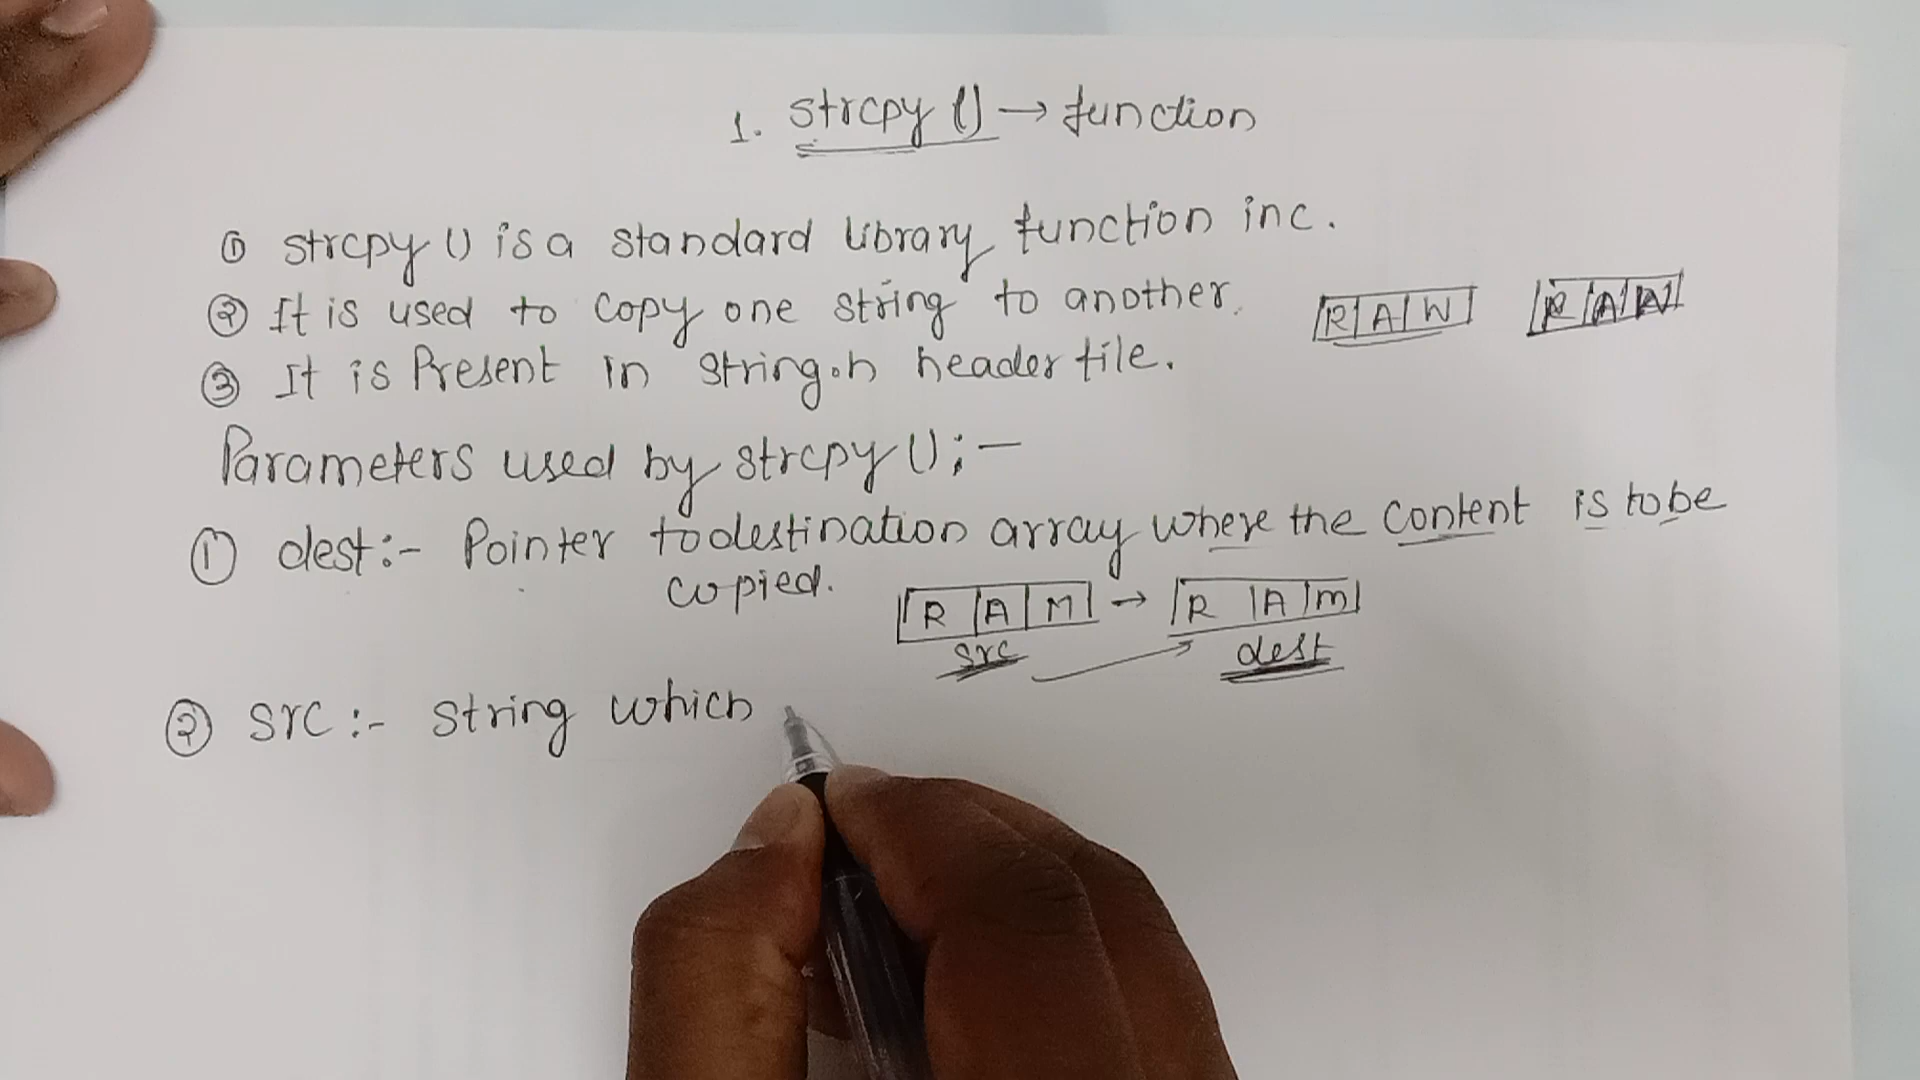 1. strcpy () → function
① strcpy () is a standard library function in c.
② It is used to copy one string to another. R A W R A W
③ It is Present in string.h header file.
Parameters used by strcpy () ; -
① dest :- Pointer to destination array where the content is to be
copied. R A M → R A M
src dest
② src :- string which